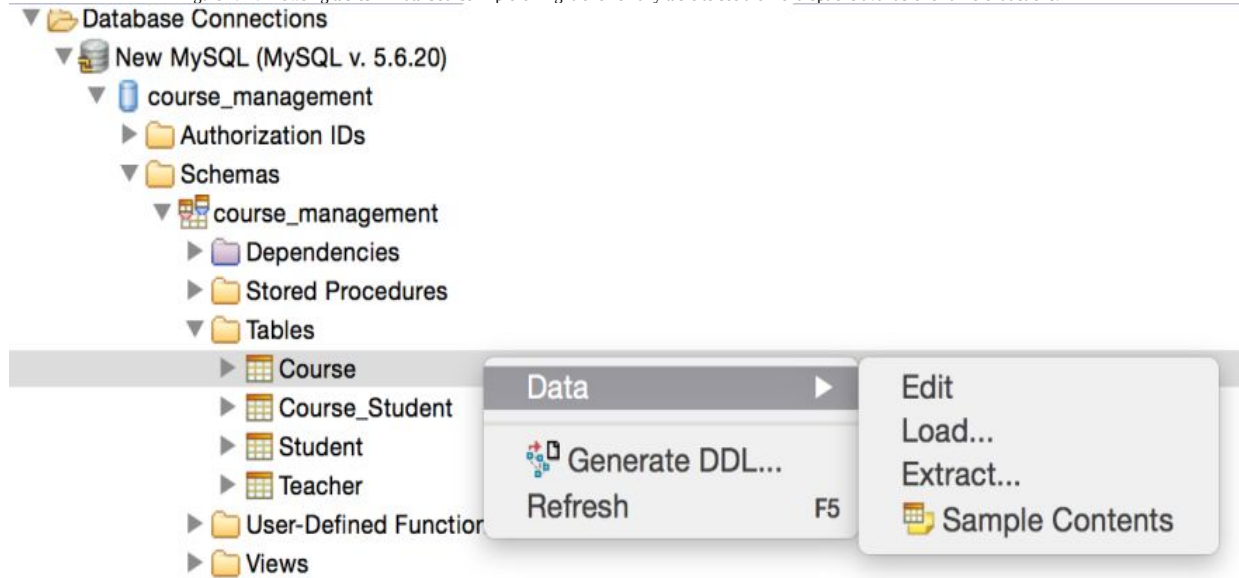 Database Connections
New MySQL (MySQL v. 5.6.20)
course_management
Authorization IDs
Schemas
course_management
Dependencies
Stored Procedures
Tables
Course
Course_Student
Student
Teacher
User-Defined Function
Views
Data
Generate DDL...
Refresh F5
Edit
Load...
Extract...
Sample Contents